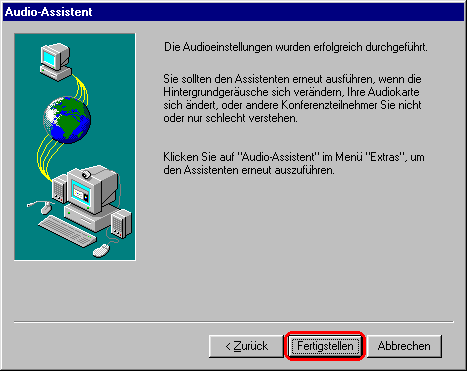 Audio-Assistent
Die Audioeinstellungen wurden erfolgreich durchgeführt.
Sie sollten den Assistenten erneut ausführen, wenn die
Hintergrundgeräusche sich verändern, Ihre Audiokarte
sich ändert, oder andere Konferenzteilnehmer Sie nicht
oder nur schlecht verstehen.
Klicken Sie auf "Audio-Assistent" im Menü "Extras", um
den Assistenten erneut auszuführen.
< Zurück
Fertigstellen
Abbrechen